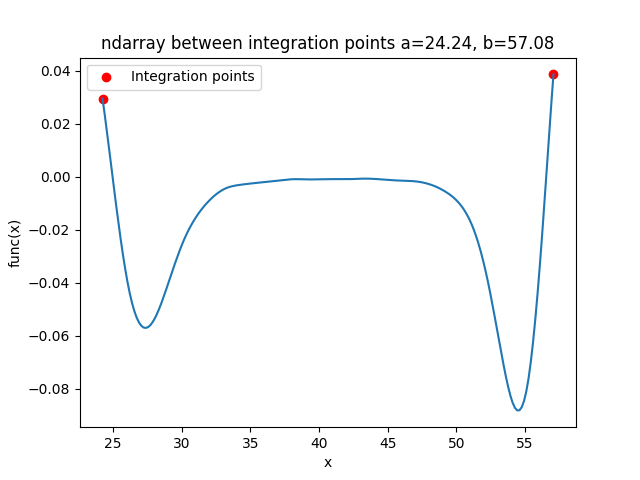 ndarray between integration points a=24.24, b=57.08
Integration points
0.04
0.02
0.00
−0.02
−0.04
−0.06
−0.08
func(x)
25 30 35 40 45 50 55
x